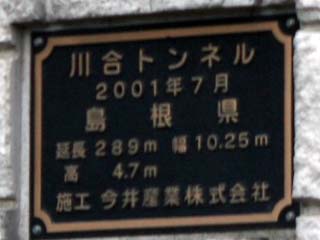 川合トンネル
2001年7月
島根県
延長 289m 幅 10.25m
高 4.7m
施工 今井産業株式会社